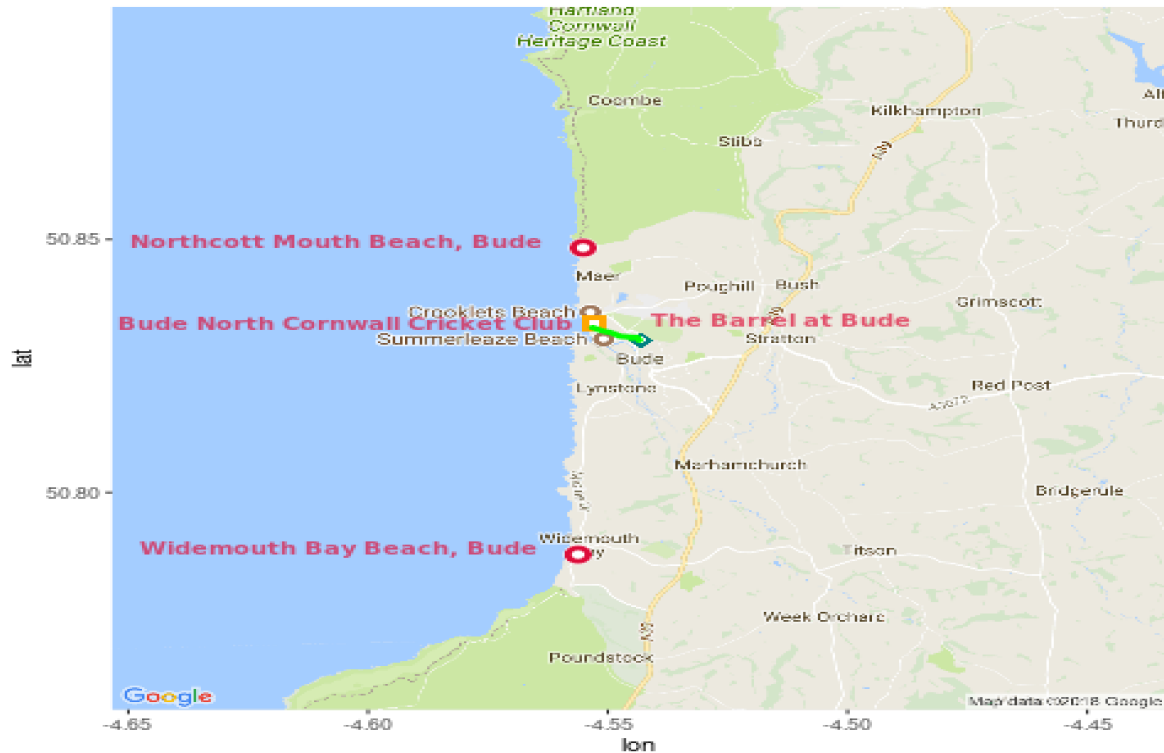 Hartland
Cornwall
Heritage Coast
Coombe
Kilkhampton
Stibb
50.85
Northcott Mouth Beach, Bude
Maer
Poughill
Bush
Grimscott
Crooklets Beach
Bude North Cornwall Cricket Club
The Barrel at Bude
Summerleaze Beach
Stratton
Bude
lat
Lynstone
Red Post
A3072
Marhamchurch
50.80
Bridgerule
Widemouth
Widemouth Bay Beach, Bude
Titson
Week Orchard
A39
Poundstock
Google
Map data ©2018 Google
-4.65
-4.60
-4.55
-4.50
-4.45
lon